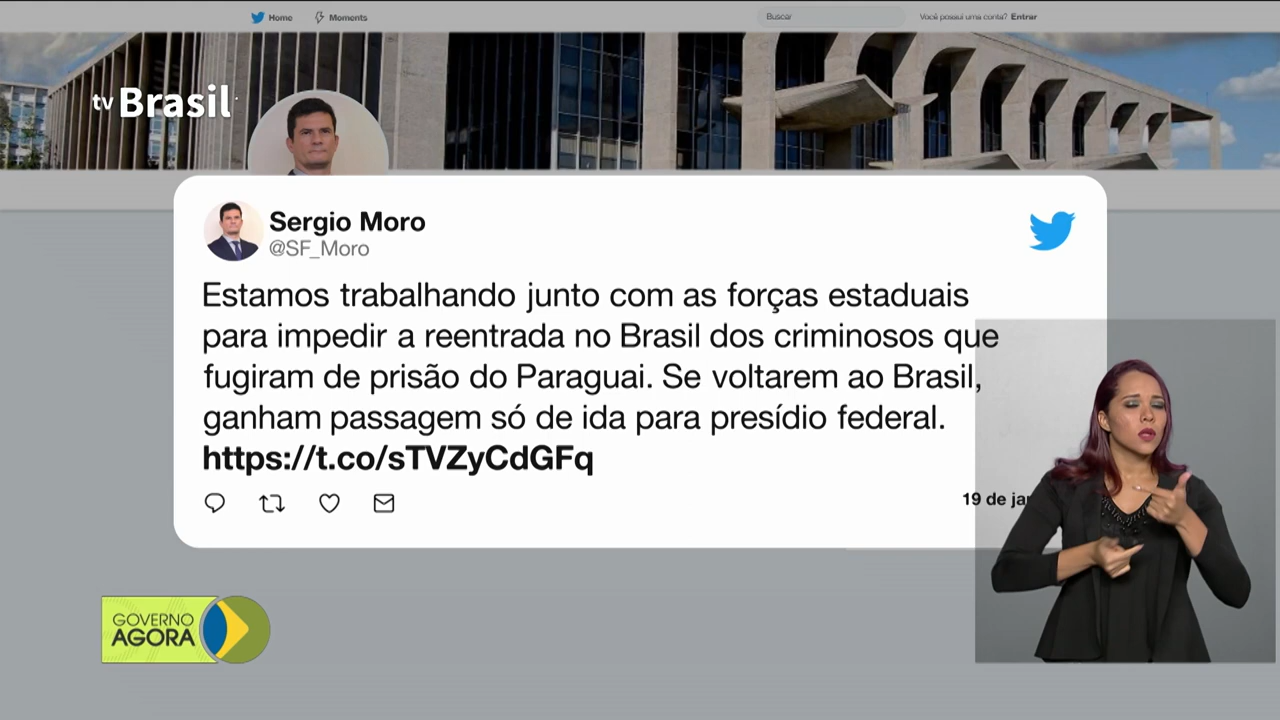 Home Moments Buscar Você possui uma conta? Entrar
tv Brasil
Sergio Moro
@SF_Moro
Estamos trabalhando junto com as forças estaduais
para impedir a reentrada no Brasil dos criminosos que
fugiram de prisão do Paraguai. Se voltarem ao Brasil,
ganham passagem só de ida para presídio federal.
https://t.co/sTVZyCdGFq
19 de jan
GOVERNO
AGORA